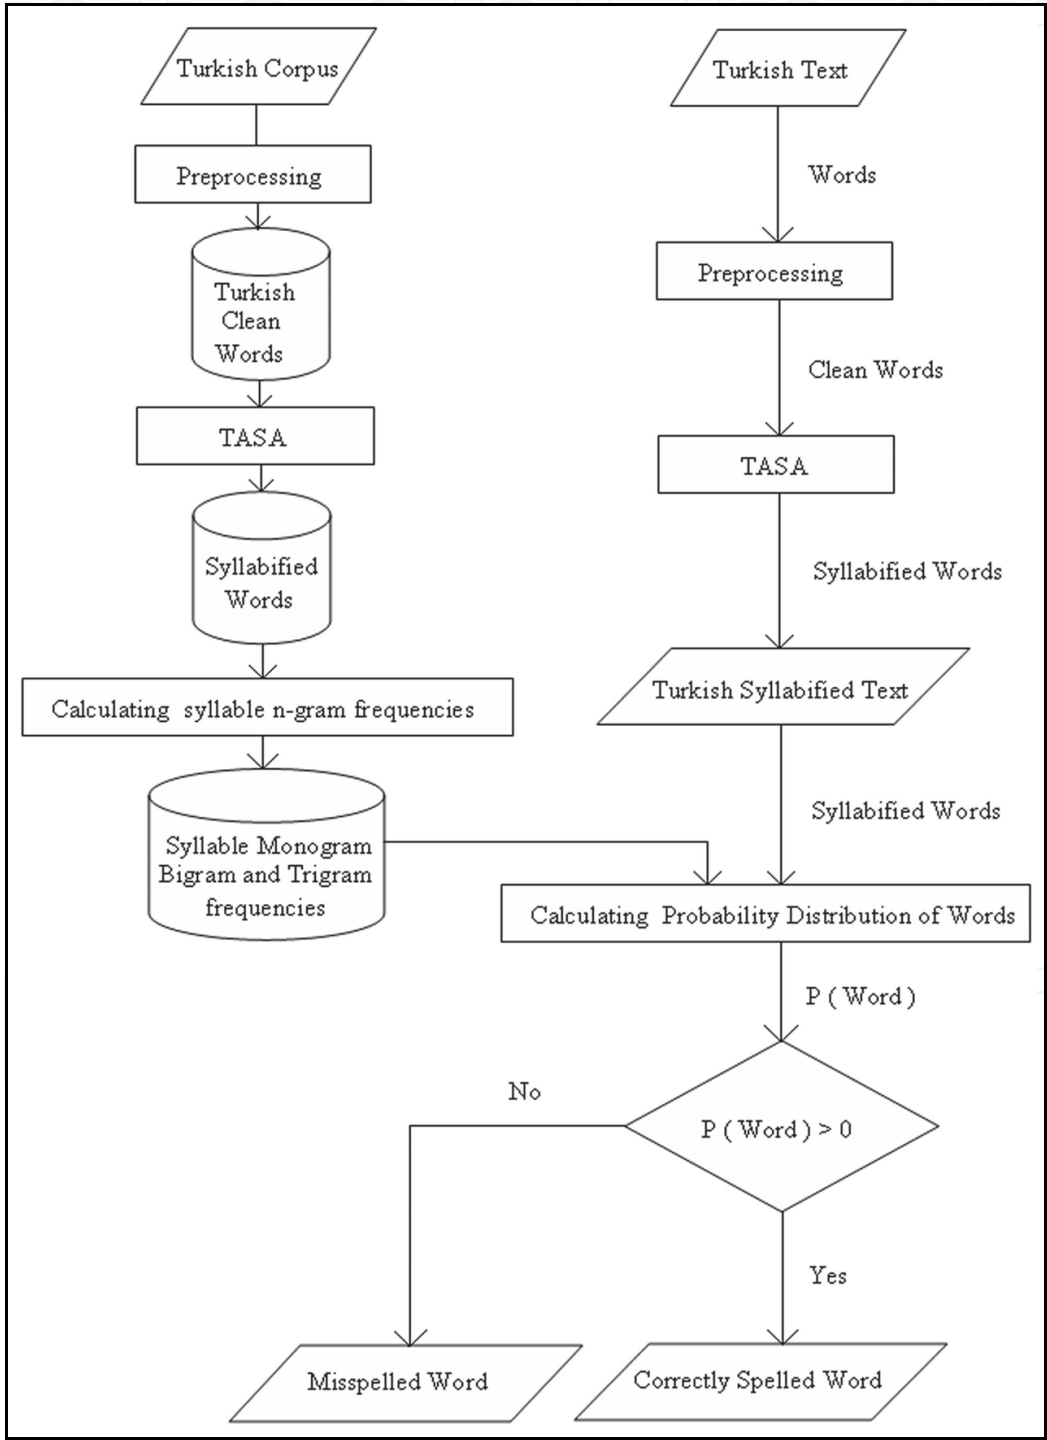 Turkish Corpus
Preprocessing
Turkish
Clean
Words
TASA
Syllabified
Words
Calculating syllable n-gram frequencies
Syllable Monogram
Bigram and Trigram
frequencies
Turkish Text
Words
Preprocessing
Clean Words
TASA
Syllabified Words
Turkish Syllabified Text
Syllabified Words
Calculating Probability Distribution of Words
P ( Word )
P ( Word ) > 0
No
Yes
Misspelled Word
Correctly Spelled Word